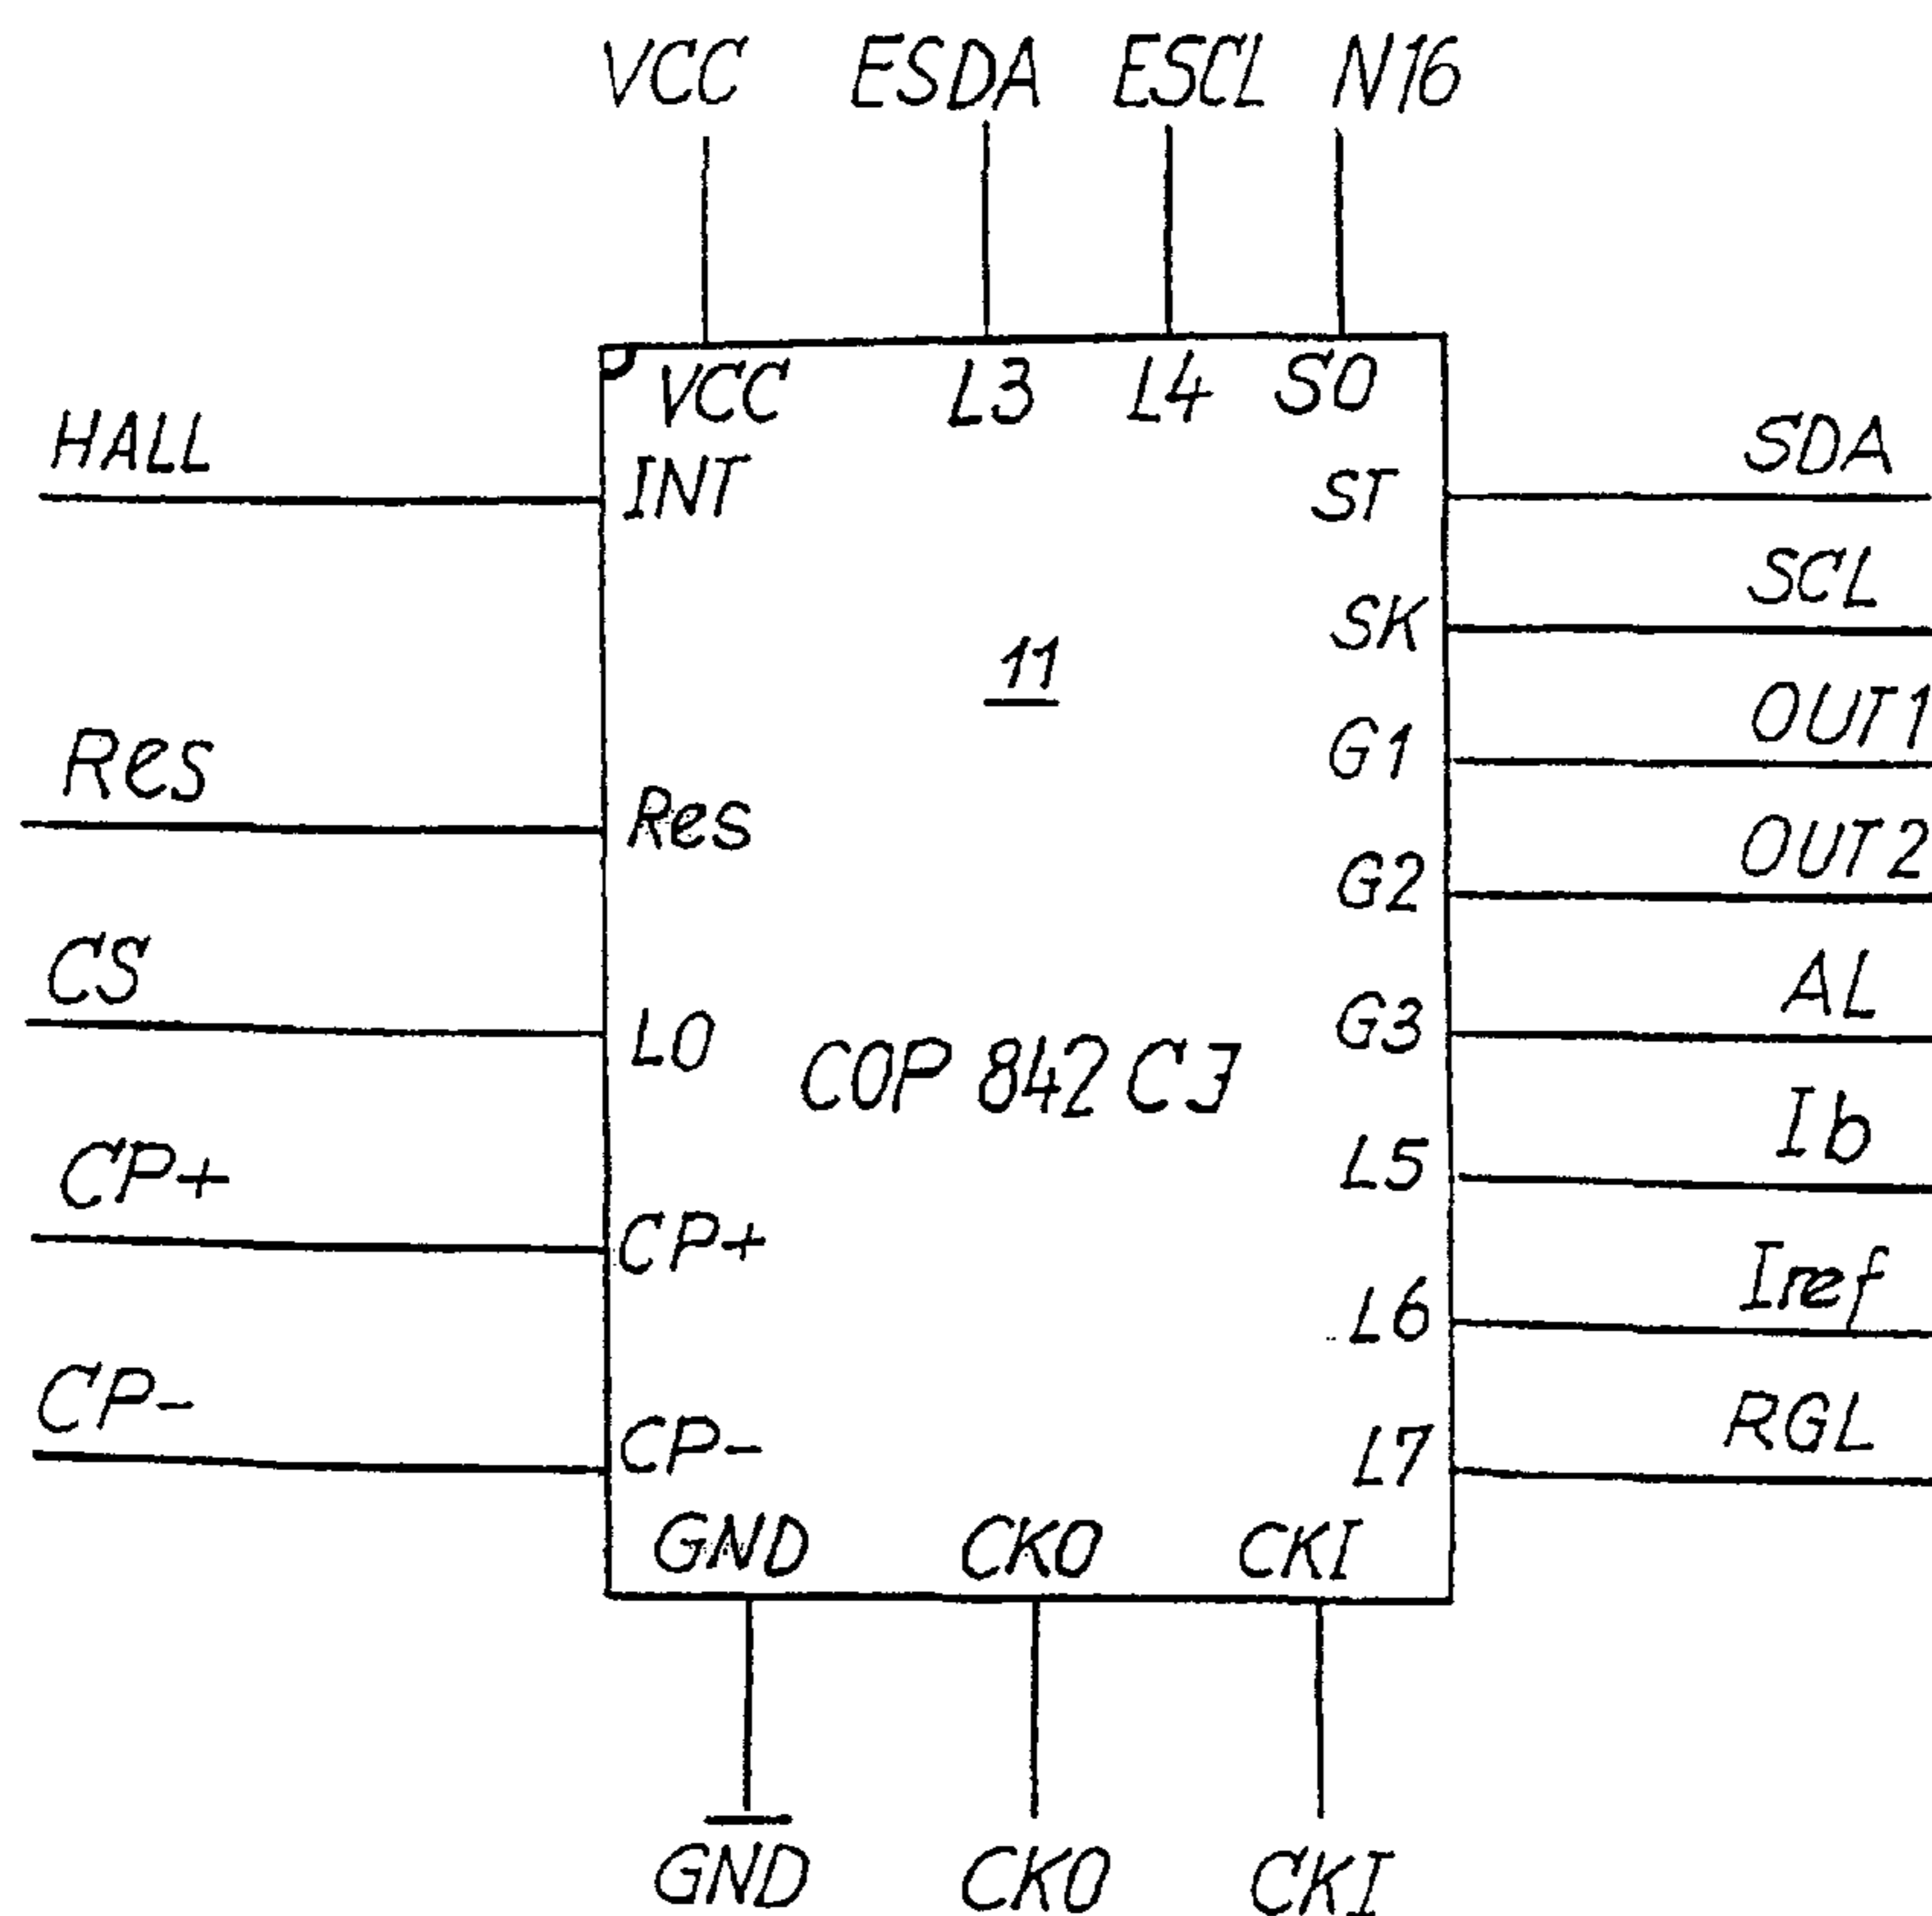 VCC ESDA ESCL N16
VCC L3 L4 SO
HALL INT ST SDA
SK SCL
11
G1 OUT1
Res Res
G2 OUT2
CS L0 G3 AL
COP 842 CJ
CP+ CP+ L5 Ib
L6 Iref
CP- CP- L7 RGL
GND CKO CKI
GND CKO CKI